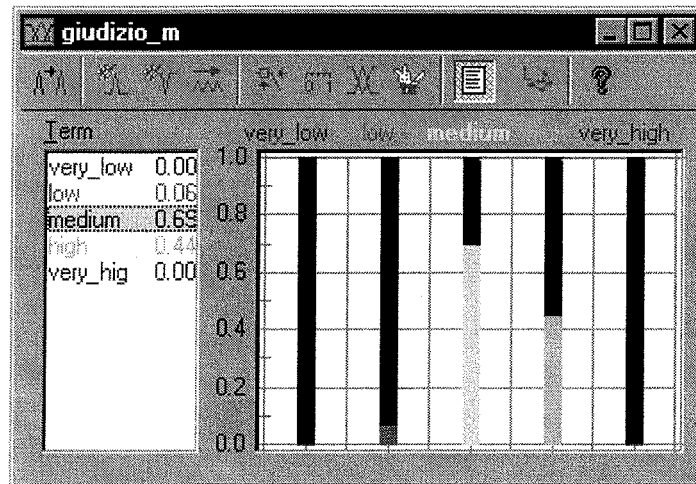 giudizio_m
Term
very_low low medium very_high
very_low 0.00
low 0.06
medium 0.69
high 0.44
very_hig 0.00
1.0
0.8
0.6
0.4
0.2
0.0